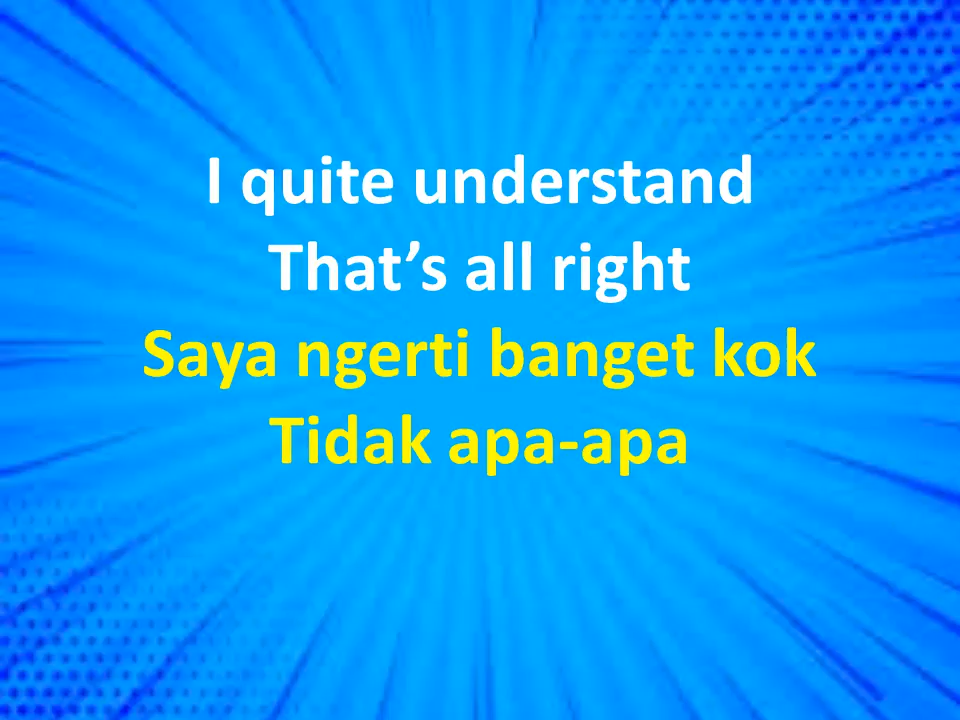 I quite understand
That’s all right
Saya ngerti banget kok
Tidak apa-apa